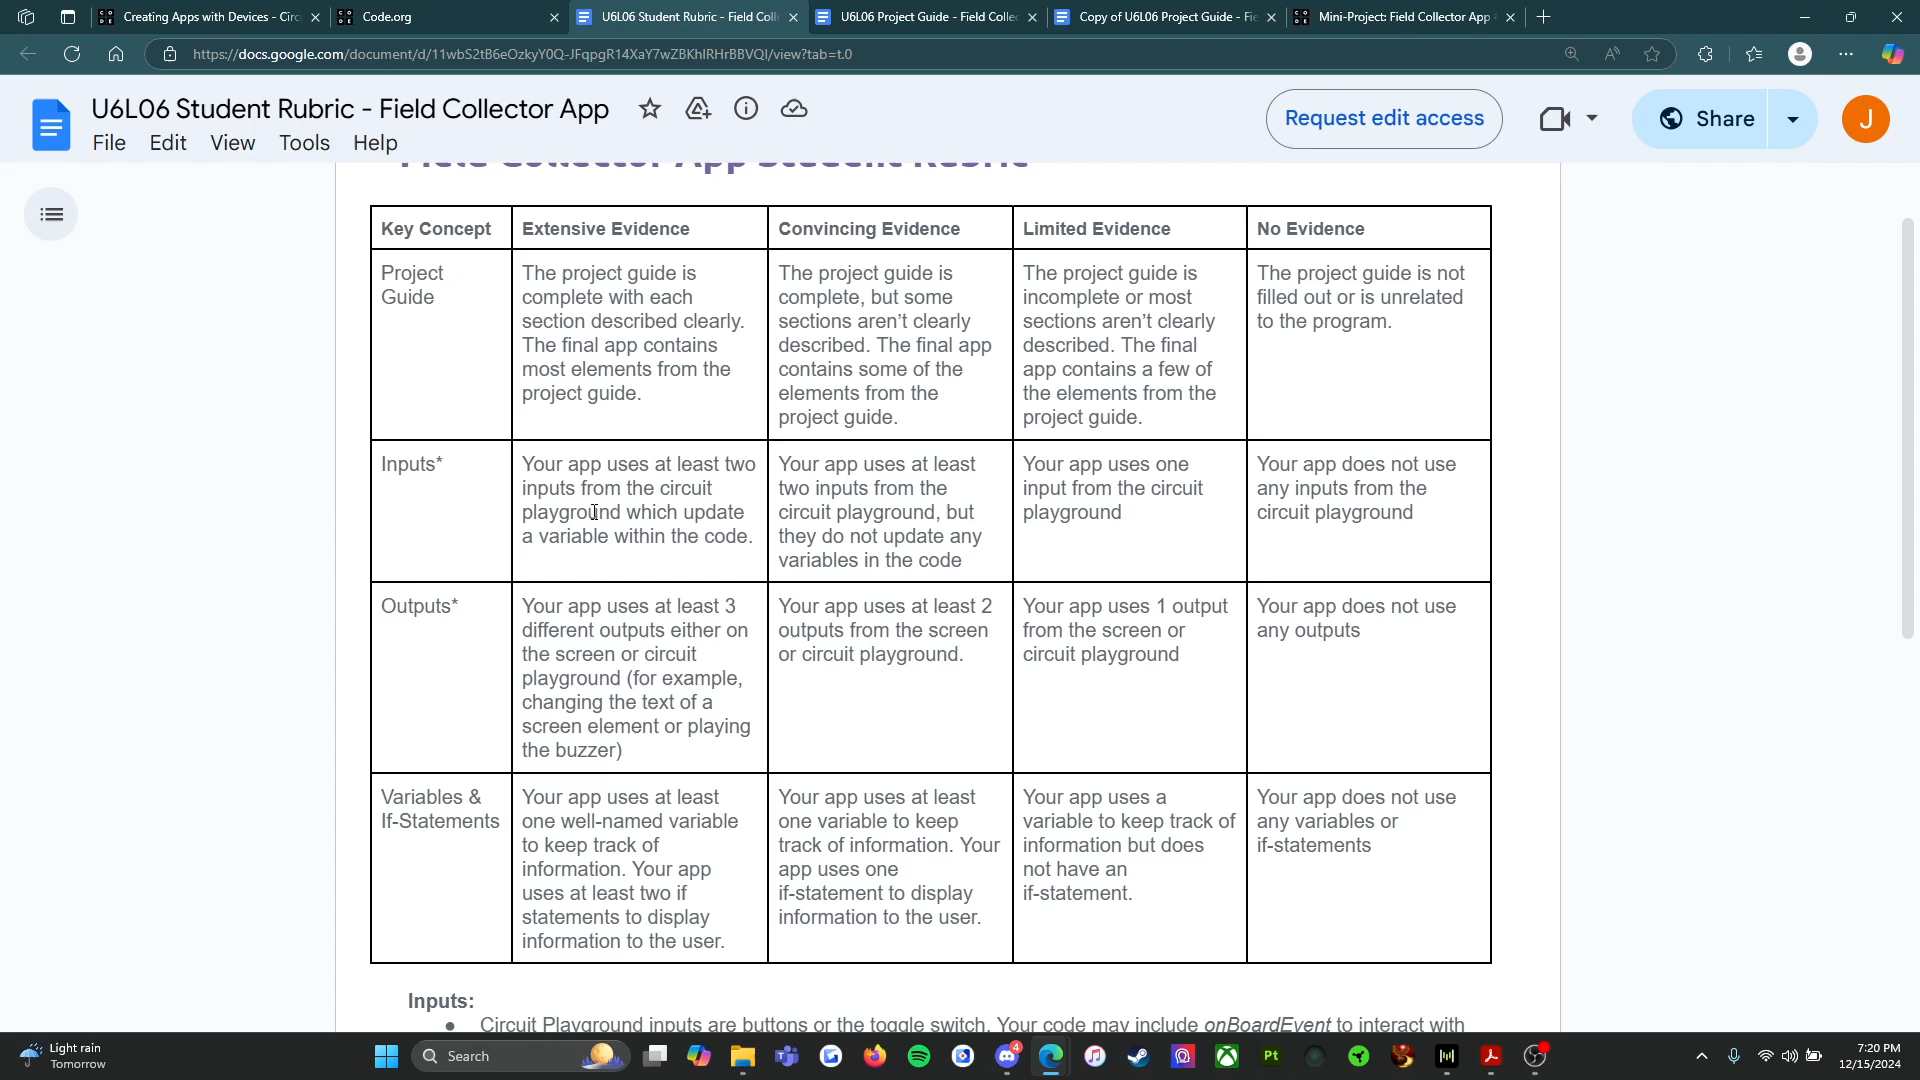 Creating Apps with Devices - Circ
Code.org
U6L06 Student Rubric - Field Colle
U6L06 Project Guide - Field Collec
Copy of U6L06 Project Guide - Fie
Mini-Project: Field Collector App
https://docs.google.com/document/d/11wbS2tB6eOzkyY0Q-JFqpgR14XaY7wZBKhIRHrBBVQI/view?tab=t.0
U6L06 Student Rubric - Field Collector App
File Edit View Tools Help
Request edit access
Share
J
Field Collector App Student Rubric
Key Concept
Extensive Evidence
Convincing Evidence
Limited Evidence
No Evidence
Project
Guide
The project guide is
complete with each
section described clearly.
The final app contains
most elements from the
project guide.
The project guide is
complete, but some
sections aren't clearly
described. The final app
contains some of the
elements from the
project guide.
The project guide is
incomplete or most
sections aren't clearly
described. The final
app contains a few of
the elements from the
project guide.
The project guide is not
filled out or is unrelated
to the program.
Inputs*
Your app uses at least two
inputs from the circuit
playground which update
a variable within the code.
Your app uses at least
two inputs from the
circuit playground, but
they do not update any
variables in the code
Your app uses one
input from the circuit
playground
Your app does not use
any inputs from the
circuit playground
Outputs*
Your app uses at least 3
different outputs either on
the screen or circuit
playground (for example,
changing the text of a
screen element or playing
the buzzer)
Your app uses at least 2
outputs from the screen
or circuit playground.
Your app uses 1 output
from the screen or
circuit playground
Your app does not use
any outputs
Variables &
If-Statements
Your app uses at least
one well-named variable
to keep track of
information. Your app
uses at least two if
statements to display
information to the user.
Your app uses at least
one variable to keep
track of information. Your
app uses one
if-statement to display
information to the user.
Your app uses a
variable to keep track of
information but does
not have an
if-statement.
Your app does not use
any variables or
if-statements
Inputs:
● Circuit Playground inputs are buttons or the toggle switch. Your code may include onBoardEvent to interact with
Light rain
Tomorrow
Search
4
Pt
7:20 PM
12/15/2024